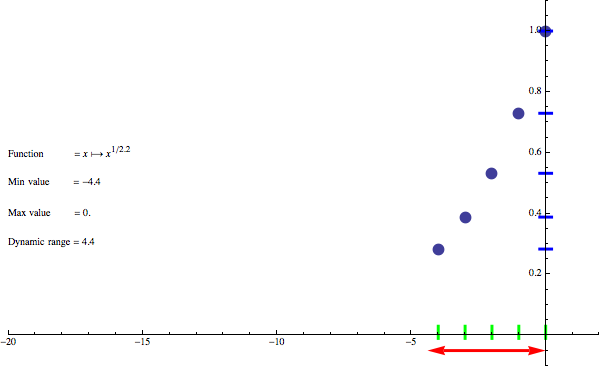 1.0
0.8
Function = x ↦ x^1/2.2
0.6
Min value = −4.4
Max value = 0.
0.4
Dynamic range = 4.4
0.2
−20 −15 −10 −5